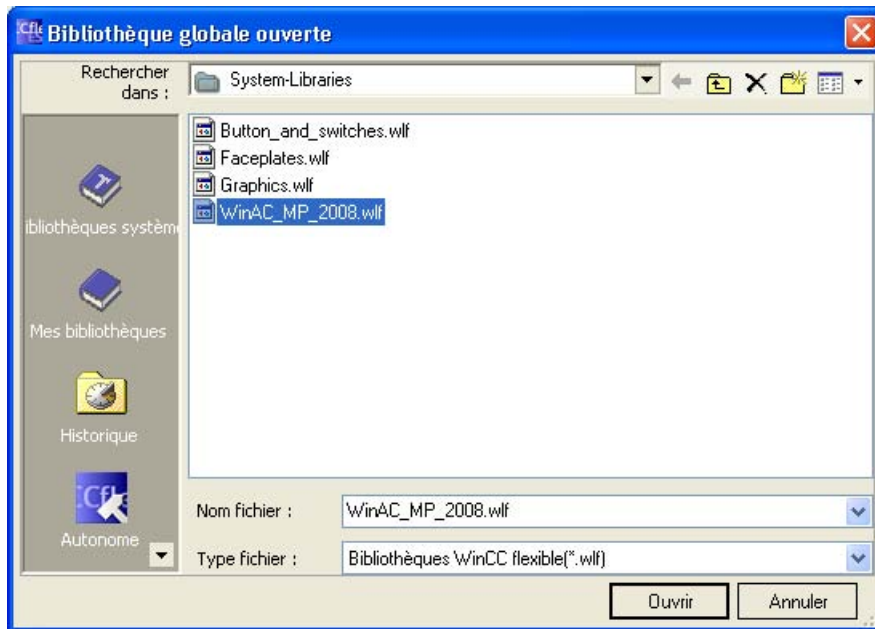 Bibliothèque globale ouverte
Rechercher
dans :
System-Libraries
Button_and_switches.wlf
Faceplates.wlf
Graphics.wlf
WinAC_MP_2008.wlf
ibliothèques systèm
Mes bibliothèques
Historique
Autonome
Nom fichier :
WinAC_MP_2008.wlf
Type fichier :
Bibliothèques WinCC flexible(*.wlf)
Ouvrir
Annuler